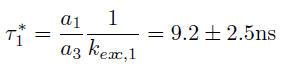 τ₁* = a₁/a₃ 1/kₑₓ,₁ = 9.2 ± 2.5ns